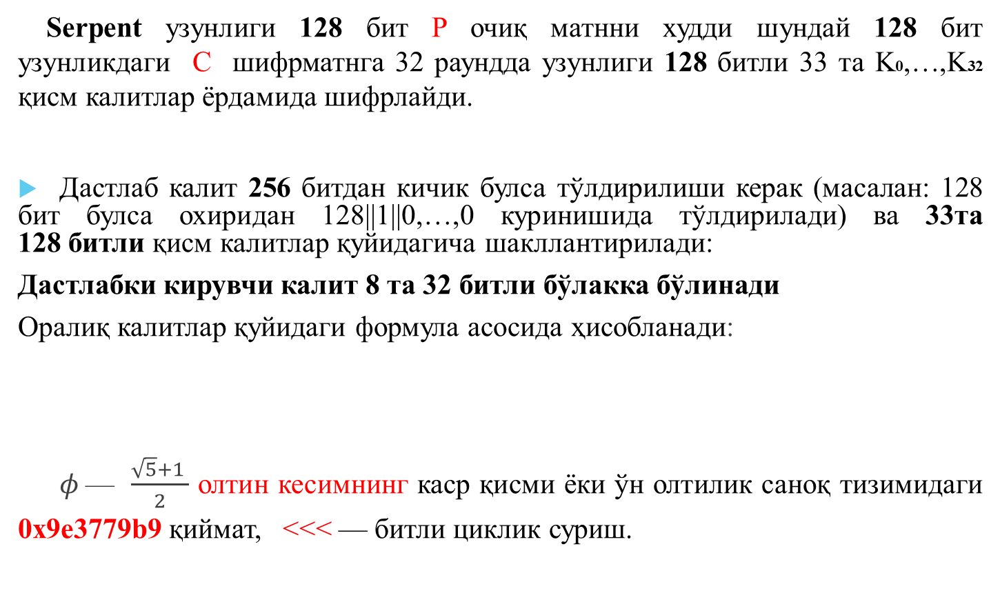 Serpent узунлиги 128 бит P очиқ матнни худди шундай 128 бит
узунликдаги C шифрматнга 32 раундда узунлиги 128 битли 33 та K₀,…,K₃₂
қисм калитлар ёрдамида шифрлайди.
Дастлаб калит 256 битдан кичик булса тўлдирилиши керак (масалан: 128
бит булса охиридан 128||1||0,…,0 куринишида тўлдирилади) ва 33та
128 битли қисм калитлар қуйидагича шакллантирилади:
Дастлабки кирувчи калит 8 та 32 битли бўлакка бўлинади
Оралиқ калитлар қуйидаги формула асосида ҳисобланади:
ϕ — (√5+1)/2 олтин кесимнинг каср қисми ёки ўн олтилик саноқ тизимидаги
0x9e3779b9 қиймат, <<< — битли циклик суриш.